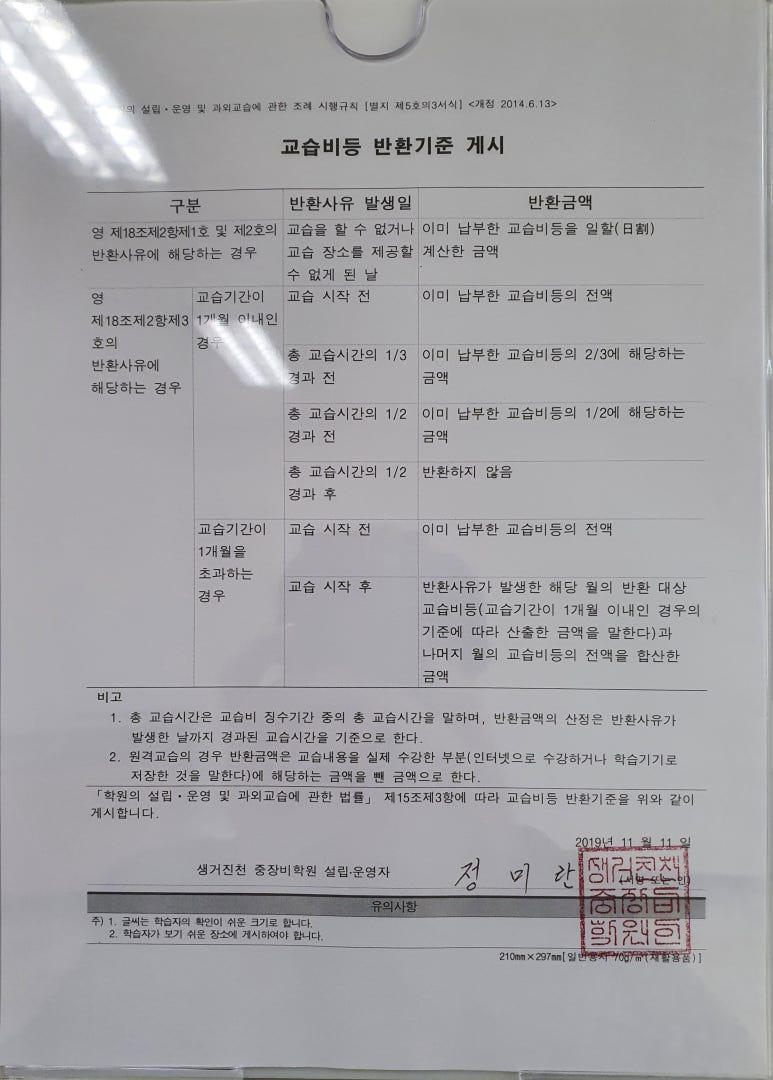 의 설립·운영 및 과외교습에 관한 조례 시행규칙 [별지 제5호의3서식] <개정 2014.6.13>
교습비등 반환기준 게시
구분
반환사유 발생일
반환금액
영 제18조제2항제1호 및 제2호의
반환사유에 해당하는 경우
교습을 할 수 없거나
교습 장소를 제공할
수 없게 된 날
이미 납부한 교습비등을 일할(日割)
계산한 금액
영
제18조제2항제3
호의
반환사유에
해당하는 경우
교습기간이
1개월 이내인
경우
교습 시작 전
이미 납부한 교습비등의 전액
총 교습시간의 1/3
경과 전
이미 납부한 교습비등의 2/3에 해당하는
금액
총 교습시간의 1/2
경과 전
이미 납부한 교습비등의 1/2에 해당하는
금액
총 교습시간의 1/2
경과 후
반환하지 않음
교습기간이
1개월을
초과하는
경우
교습 시작 전
이미 납부한 교습비등의 전액
교습 시작 후
반환사유가 발생한 해당 월의 반환 대상
교습비등(교습기간이 1개월 이내인 경우의
기준에 따라 산출한 금액을 말한다)과
나머지 월의 교습비등의 전액을 합산한
금액
비고
1. 총 교습시간은 교습비 징수기간 중의 총 교습시간을 말하며, 반환금액의 산정은 반환사유가
발생한 날까지 경과된 교습시간을 기준으로 한다.
2. 원격교습의 경우 반환금액은 교습내용을 실제 수강한 부분(인터넷으로 수강하거나 학습기기로
저장한 것을 말한다)에 해당하는 금액을 뺀 금액으로 한다.
「학원의 설립·운영 및 과외교습에 관한 법률」 제15조제3항에 따라 교습비등 반환기준을 위와 같이
게시합니다.
2019년 11 월 11 일
생거진천 중장비학원 설립·운영자
정 미 란
(서명 또는 인)
생거진천
중장비
학원인
유의사항
주) 1. 글씨는 학습자의 확인이 쉬운 크기로 합니다.
2. 학습자가 보기 쉬운 장소에 게시하여야 합니다.
210㎜×297㎜[일반용지 70g/㎡(재활용품)]